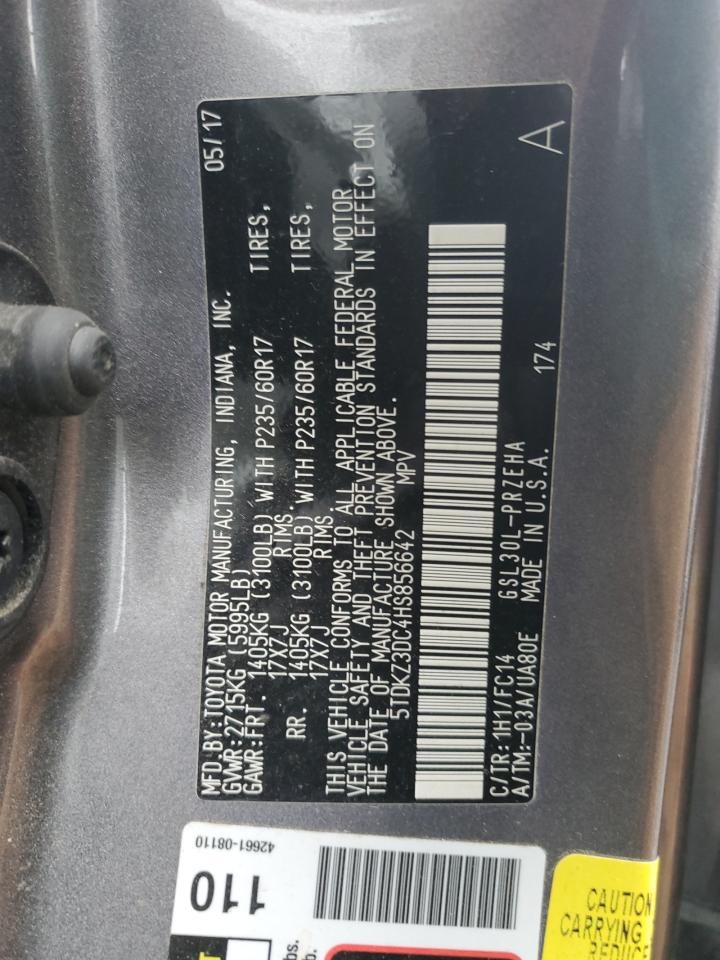 MFD.BY:TOYOTA MOTOR MANUFACTURING, INDIANA, INC. 05/17
GVWR:2715KG (5995LB)
GAWR:FRT. 1405KG (3100LB) WITH P235/60R17 TIRES,
17X7J RIMS.
RR. 1405KG (3100LB) WITH P235/60R17 TIRES,
17X7J RIMS.
THIS VEHICLE CONFORMS TO ALL APPLICABLE FEDERAL MOTOR
VEHICLE SAFETY AND THEFT PREVENTION STANDARDS IN EFFECT ON
THE DATE OF MANUFACTURE SHOWN ABOVE.
5TDKZ3DC4HS856642 MPV
C/TR:1H1/FC14 GSL30L-PRZEHA 174 A
A/TM:-03A/UA80E MADE IN U.S.A.
42661-08110
110
CAUTION
CARRYING
REDUCE